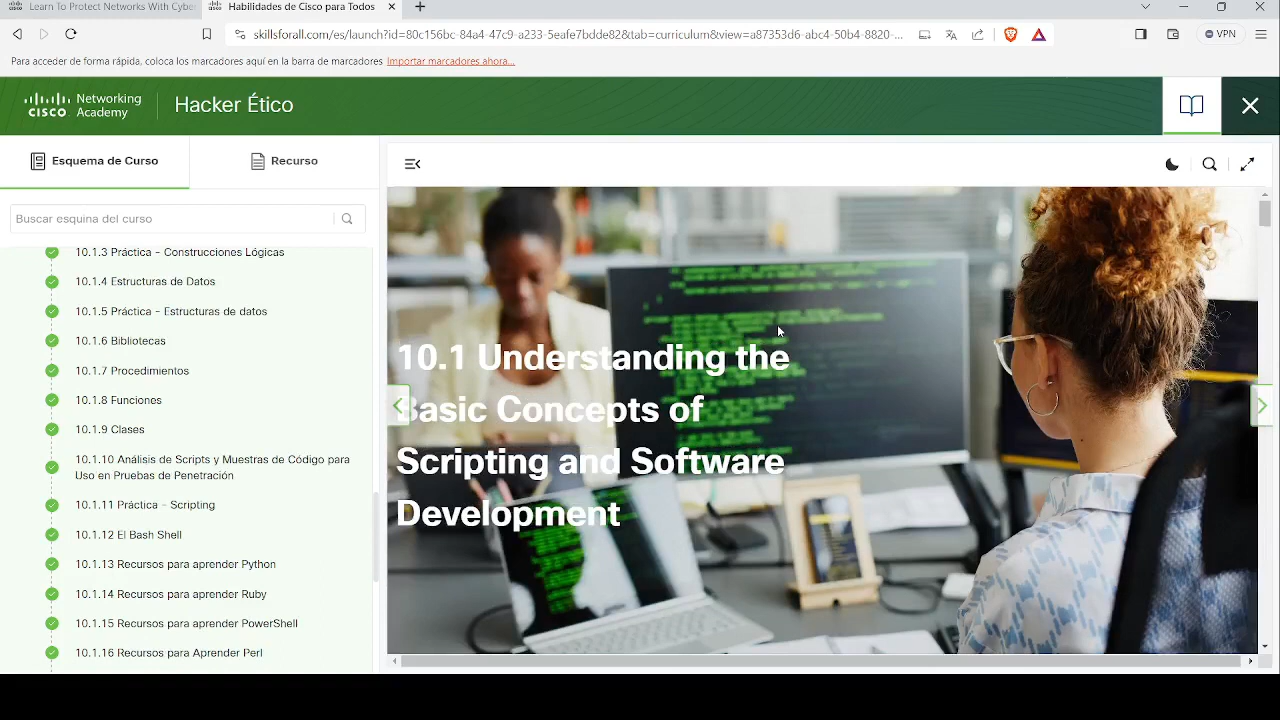 Learn To Protect Networks With Cybe
Habilidades de Cisco para Todos
skillsforall.com/es/launch?id=80c156bc-84a4-47c9-a233-5eafe7bdde82&tab=curriculum&view=a87353d6-abc4-50b4-8820-...
VPN
Para acceder de forma rápida, coloca los marcadores aquí en la barra de marcadores Importar marcadores ahora...
CISCO Networking Academy
Hacker Ético
Esquema de Curso
Recurso
Buscar esquina del curso
10.1.3 Práctica - Construcciones Lógicas
10.1.4 Estructuras de Datos
10.1.5 Práctica - Estructuras de datos
10.1.6 Bibliotecas
10.1.7 Procedimientos
10.1.8 Funciones
10.1.9 Clases
10.1.10 Análisis de Scripts y Muestras de Código para
Uso en Pruebas de Penetración
10.1.11 Práctica - Scripting
10.1.12 El Bash Shell
10.1.13 Recursos para aprender Python
10.1.14 Recursos para aprender Ruby
10.1.15 Recursos para aprender PowerShell
10.1.16 Recursos para Aprender Perl
10.1 Understanding the
Basic Concepts of
Scripting and Software
Development